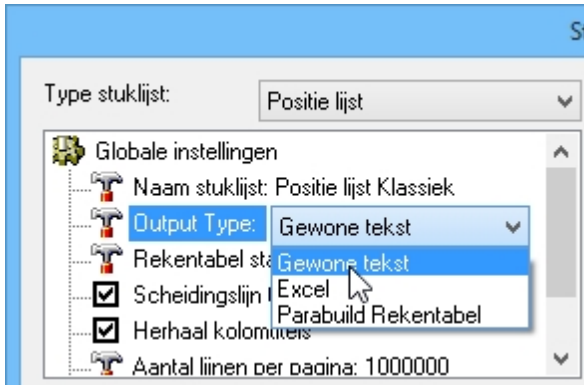 St
Type stuklijst: Positie lijst
Globale instellingen
Naam stuklijst: Positie lijst Klassiek
Output Type: Gewone tekst
Rekentabel sta
Gewone tekst
Scheidingslijn
Excel
Parabuild Rekentabel
Herhaal kolomtitels
Aantal lijnen per pagina: 1000000